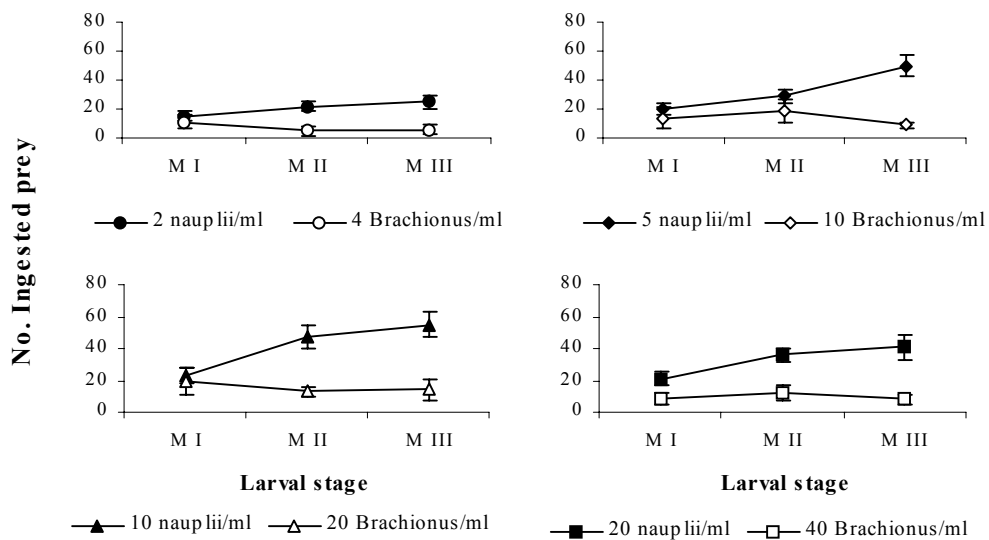 No. Ingested prey
80
60
40
20
0
M I M II M III
2 nauplii/ml 4 Brachionus/ml
80
60
40
20
0
M I M II M III
5 nauplii/ml 10 Brachionus/ml
80
60
40
20
0
M I M II M III
Larval stage
10 nauplii/ml 20 Brachionus/ml
80
60
40
20
0
M I M II M III
Larval stage
20 nauplii/ml 40 Brachionus/ml